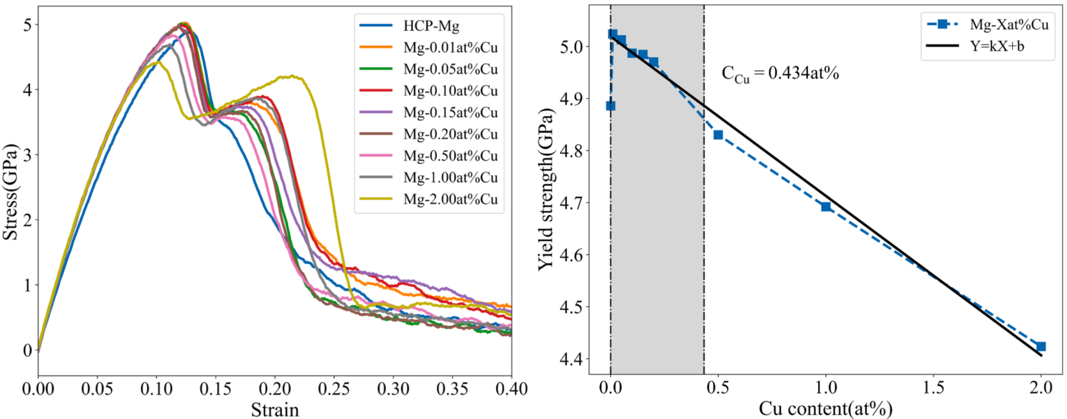 Stress(GPa)
5
4
3
2
1
0
0.00 0.05 0.10 0.15 0.20 0.25 0.30 0.35 0.40
Strain
HCP-Mg
Mg-0.01at%Cu
Mg-0.05at%Cu
Mg-0.10at%Cu
Mg-0.15at%Cu
Mg-0.20at%Cu
Mg-0.50at%Cu
Mg-1.00at%Cu
Mg-2.00at%Cu
Yield strength(GPa)
5.0
4.9
4.8
4.7
4.6
4.5
4.4
0.0 0.5 1.0 1.5 2.0
Cu content(at%)
C_Cu = 0.434at%
Mg-Xat%Cu
Y=kX+b